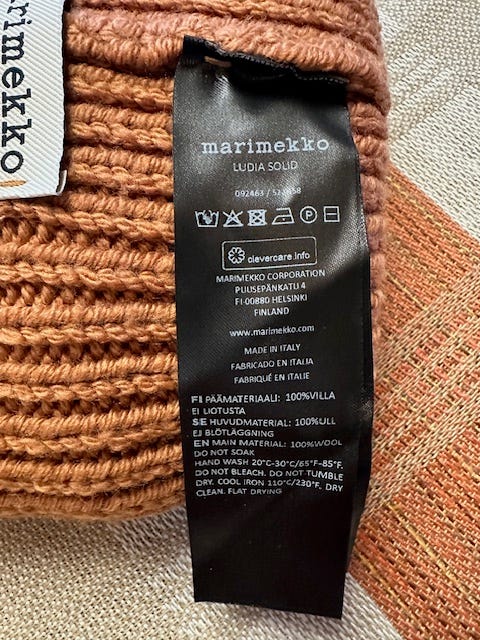 marimekko
marimekko
LUDIA SOLID
clevercare.info
MARIMEKKO CORPORATION
PUUSEPÄNKATU 4
FI-00880 HELSINKI
FINLAND
www.marimekko.com
MADE IN ITALY
FABRICADO EN ITALIA
FABRIQUÉ EN ITALIE
FI PÄÄMATERIAALI: 100%VILLA
EI LIOTUSTA
SE HUVUDMATERIAL: 100%ULL
EJ BLÖTLÄGGNING
EN MAIN MATERIAL: 100%WOOL
DO NOT SOAK
HAND WASH 20°C-30°C/65°F-85°F.
DO NOT BLEACH. DO NOT TUMBLE
DRY. COOL IRON 110°C/230°F. DRY
CLEAN. FLAT DRYING